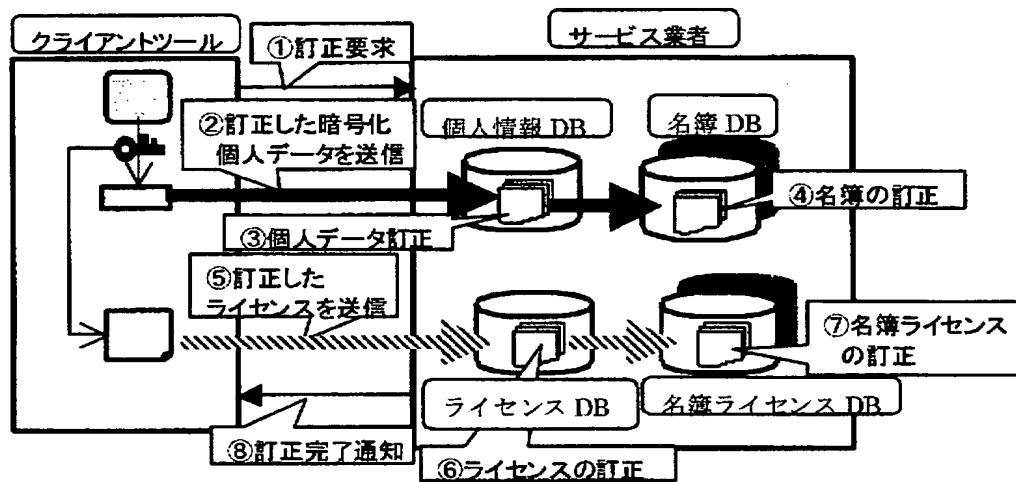 クライアントツール
サービス業者
①訂正要求
②訂正した暗号化
個人データを送信
個人情報 DB
名簿 DB
④名簿の訂正
③個人データ訂正
⑤訂正した
ライセンスを送信
⑦名簿ライセンス
の訂正
ライセンス DB
名簿ライセンス DB
⑧訂正完了通知
⑥ライセンスの訂正